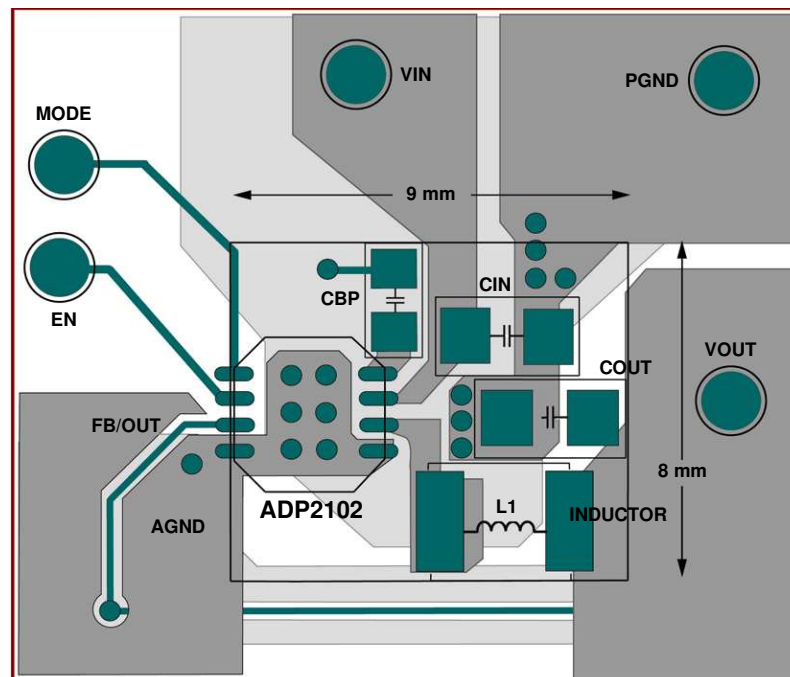 VIN
PGND
MODE
9 mm
EN
CBP
CIN
COUT
VOUT
FB/OUT
8 mm
ADP2102
L1
INDUCTOR
AGND